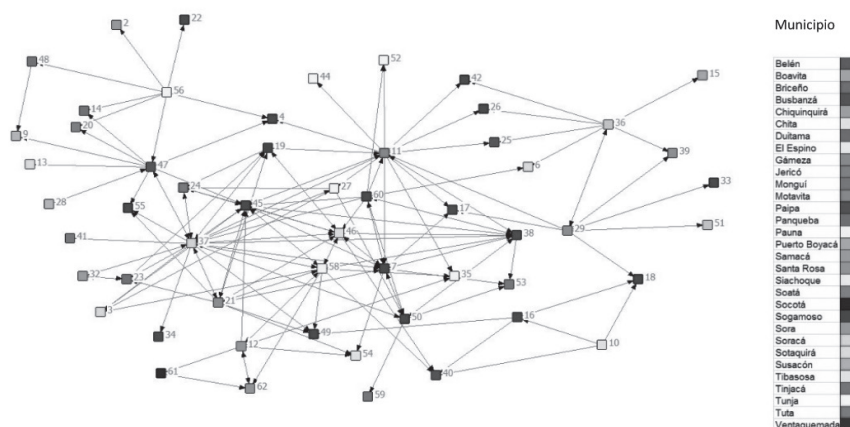 22
2
Municipio
48
52
44
42
15
56
14
4
26
36
9
20
25
19
11
39
13
47
6
24
27
60
33
28
45
17
55
46
29
51
41
37
38
32
23
58
7
35
18
53
3
21
50
16
34
49
12
10
54
61
40
62
59
Belén
Boavita
Briceño
Busbanzá
Chiquinquirá
Chita
Duitama
El Espino
Gámeza
Jericó
Monguí
Motavita
Paipa
Panqueba
Pauna
Puerto Boyacá
Samacá
Santa Rosa
Siachoque
Soatá
Socotá
Sogamoso
Sora
Soracá
Sotaquirá
Susacón
Tibasosa
Tinjacá
Tunja
Tuta
Ventaquemada